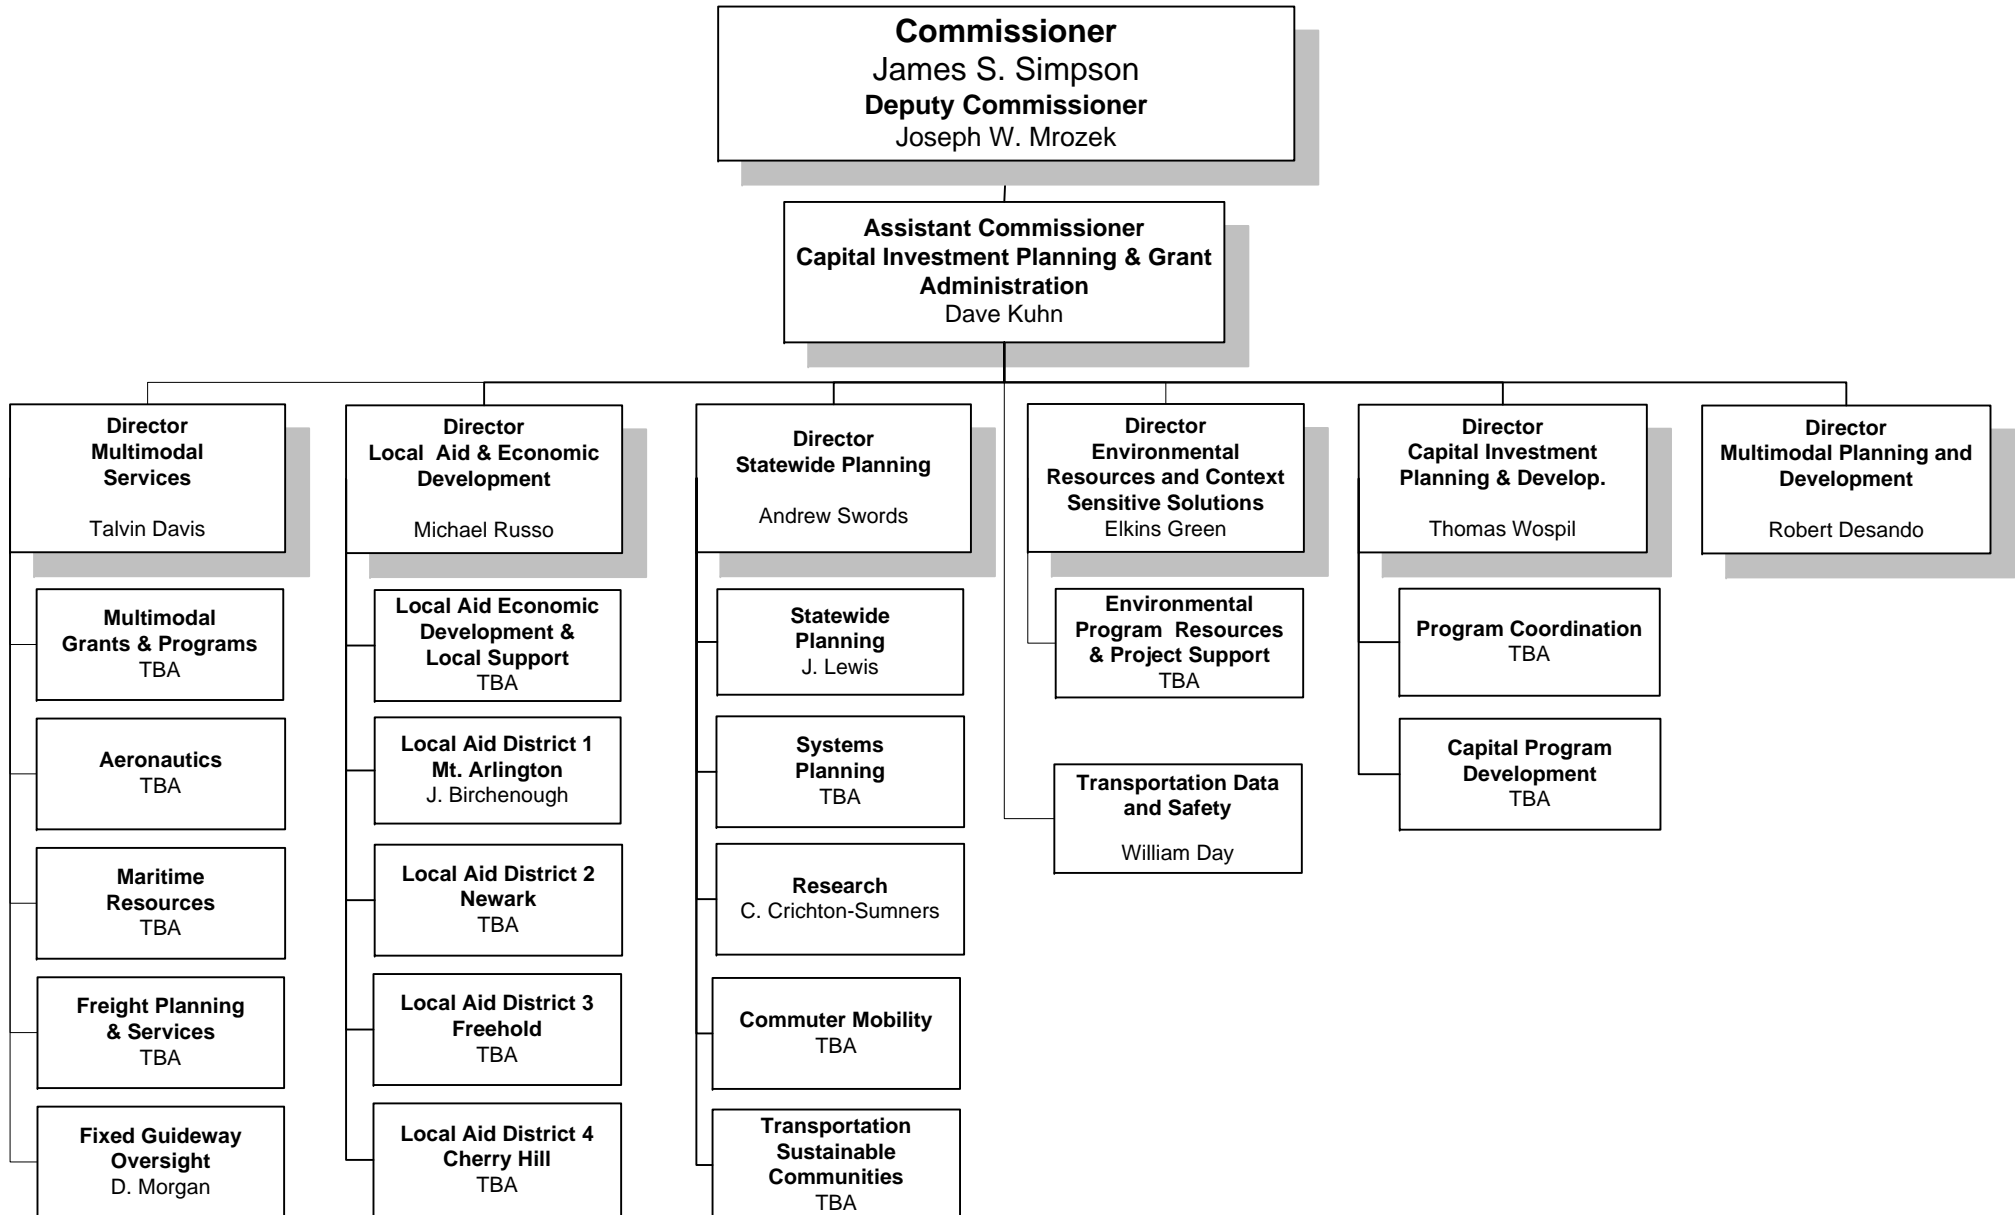 Commissioner
James S. Simpson
Deputy Commissioner
Joseph W. Mrozek
Assistant Commissioner
Capital Investment Planning & Grant
Administration
Dave Kuhn
Director
Multimodal
Services
Talvin Davis
Director
Local Aid & Economic
Development
Michael Russo
Director
Statewide Planning
Andrew Swords
Director
Environmental
Resources and Context
Sensitive Solutions
Elkins Green
Director
Capital Investment
Planning & Develop.
Thomas Wospil
Director
Multimodal Planning and
Development
Robert Desando
Multimodal
Grants & Programs
TBA
Aeronautics
TBA
Maritime
Resources
TBA
Freight Planning
& Services
TBA
Fixed Guideway
Oversight
D. Morgan
Local Aid Economic
Development &
Local Support
TBA
Local Aid District 1
Mt. Arlington
J. Birchenough
Local Aid District 2
Newark
TBA
Local Aid District 3
Freehold
TBA
Local Aid District 4
Cherry Hill
TBA
Statewide
Planning
J. Lewis
Systems
Planning
TBA
Research
C. Crichton-Sumners
Commuter Mobility
TBA
Transportation
Sustainable
Communities
TBA
Environmental
Program Resources
& Project Support
TBA
Transportation Data
and Safety
William Day
Program Coordination
TBA
Capital Program
Development
TBA